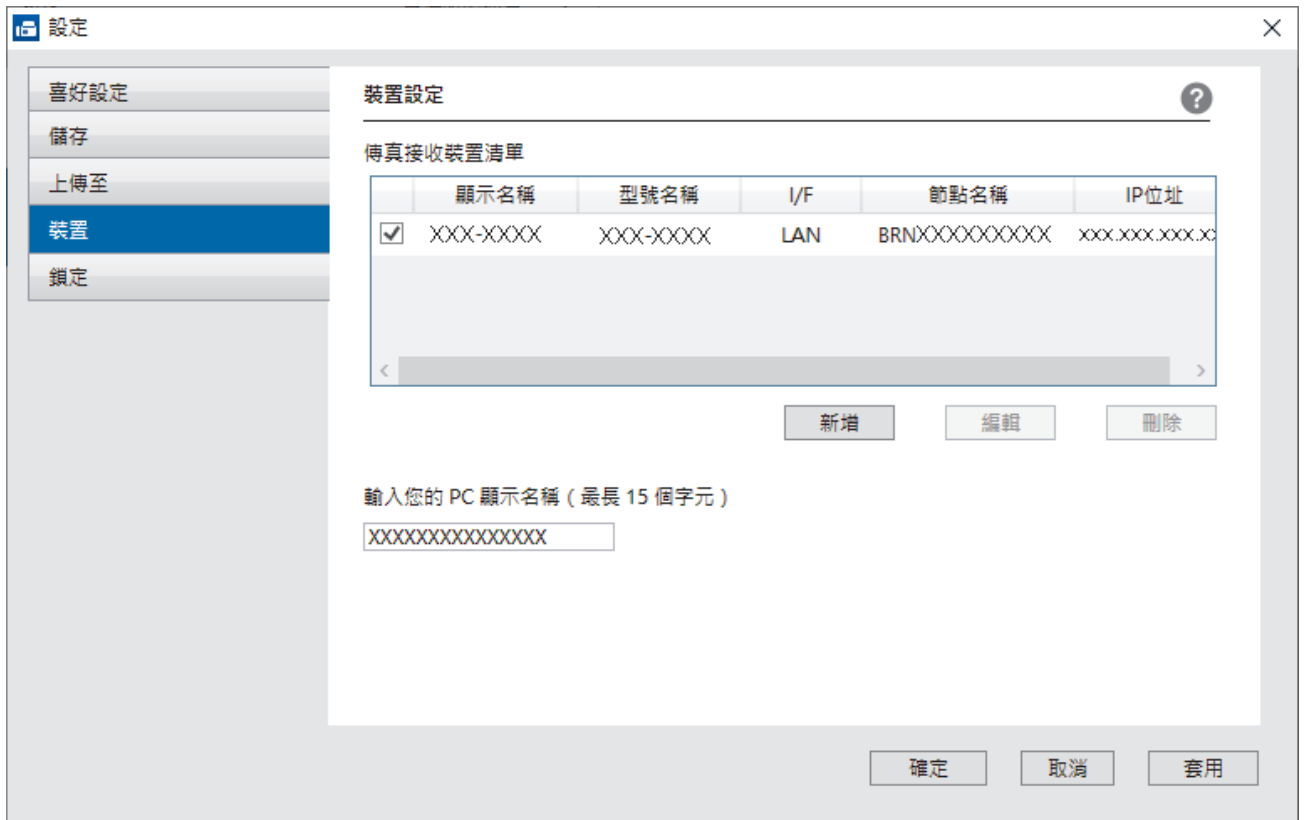 設定
喜好設定
儲存
上傳至
裝置
鎖定
裝置設定
傳真接收裝置清單
顯示名稱 型號名稱 I/F 節點名稱 IP位址
XXX-XXXX XXX-XXXX LAN BRNXXXXXXXXX XXX.XXX.XXX.XX
新增 編輯 刪除
輸入您的 PC 顯示名稱 ( 最長 15 個字元 )
XXXXXXXXXXXXXXX
確定 取消 套用